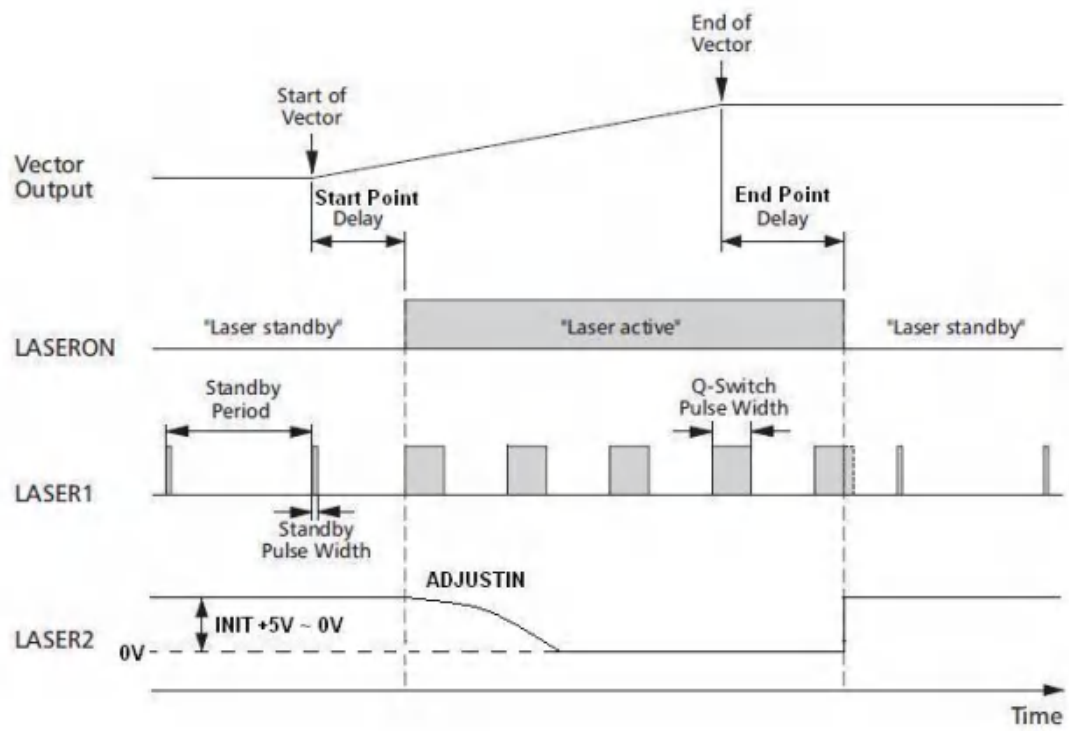 End of
Vector
Start of
Vector
Vector
Output
Start Point
Delay
End Point
Delay
"Laser standby"
"Laser active"
"Laser standby"
LASERON
Standby
Period
Q-Switch
Pulse Width
LASER1
Standby
Pulse Width
ADJUSTIN
INIT +5V ~ 0V
LASER2
0V
Time